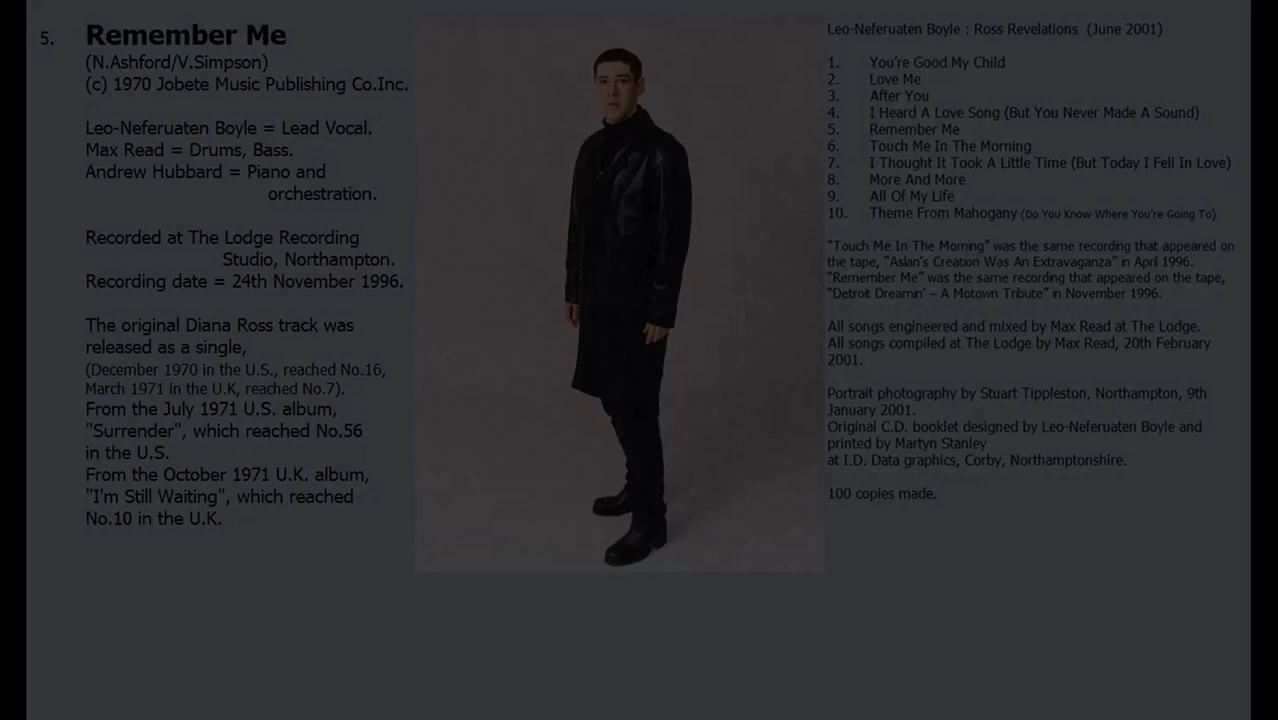 5. Remember Me
(N.Ashford/V.Simpson)
(c) 1970 Jobete Music Publishing Co.Inc.
Leo-Neferuaten Boyle = Lead Vocal.
Max Read = Drums, Bass.
Andrew Hubbard = Piano and
orchestration.
Recorded at The Lodge Recording
Studio, Northampton.
Recording date = 24th November 1996.
The original Diana Ross track was
released as a single,
(December 1970 in the U.S., reached No.16,
March 1971 in the U.K, reached No.7).
From the July 1971 U.S. album,
"Surrender", which reached No.56
in the U.S.
From the October 1971 U.K. album,
"I'm Still Waiting", which reached
No.10 in the U.K.
Leo-Neferuaten Boyle : Ross Revelations (June 2001)
1. You're Good My Child
2. Love Me
3. After You
4. I Heard A Love Song (But You Never Made A Sound)
5. Remember Me
6. Touch Me In The Morning
7. I Thought It Took A Little Time (But Today I Fell In Love)
8. More And More
9. All Of My Life
10. Theme From Mahogany (Do You Know Where You're Going To)
"Touch Me In The Morning" was the same recording that appeared on
the tape, "Aslan's Creation Was An Extravaganza" in April 1996.
"Remember Me" was the same recording that appeared on the tape,
"Detroit Dreamin' – A Motown Tribute" in November 1996.
All songs engineered and mixed by Max Read at The Lodge.
All songs compiled at The Lodge by Max Read, 20th February
2001.
Portrait photography by Stuart Tippleston, Northampton, 9th
January 2001.
Original C.D. booklet designed by Leo-Neferuaten Boyle and
printed by Martyn Stanley
at I.D. Data graphics, Corby, Northamptonshire.
100 copies made.